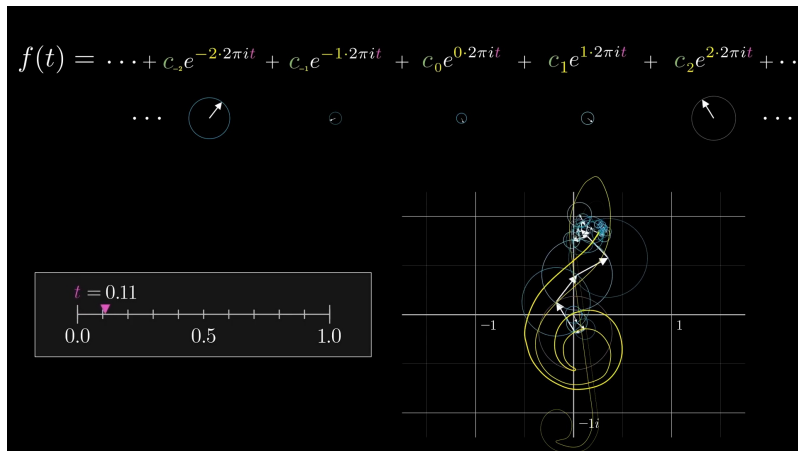 f(t) = ⋯ + c₋₂e^{−2·2πit} + c₋₁e^{−1·2πit} + c₀e^{0·2πit} + c₁e^{1·2πit} + c₂e^{2·2πit} + ⋯
⋯ ⋯
t = 0.11
0.0 0.5 1.0
−1 1
−1i